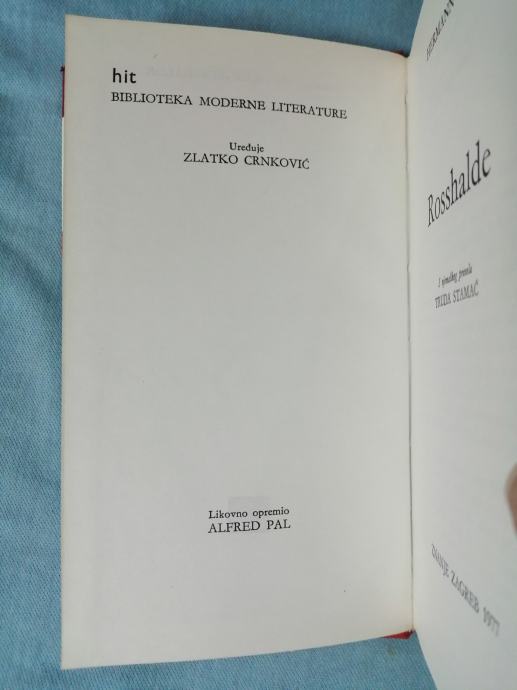 hit
BIBLIOTEKA MODERNE LITERATURE
Uređuje
ZLATKO CRNKOVIĆ
Likovno opremio
ALFRED PAL
HERMANN
Rosshalde
S njemačkog prevela
TRUDA STAMAĆ
ZNANJE ZAGREB 1977